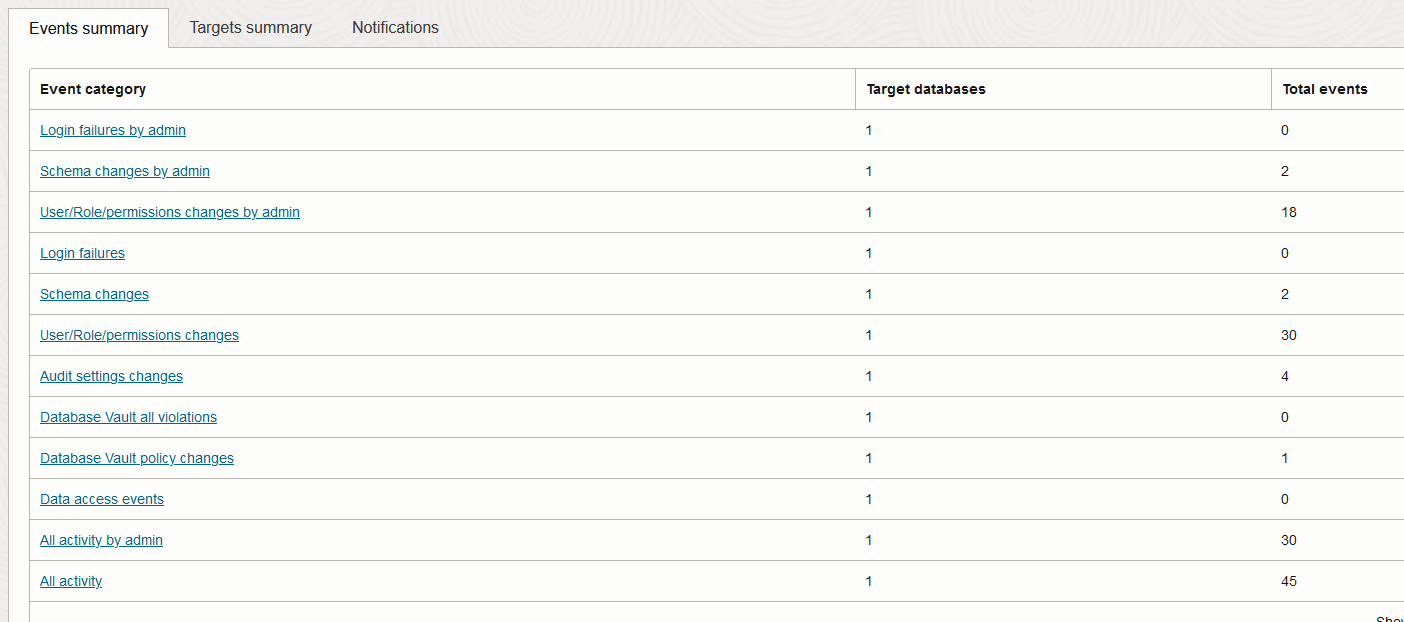 Events summary Targets summary Notifications
Event category Target databases Total events
Login failures by admin 1 0
Schema changes by admin 1 2
User/Role/permissions changes by admin 1 18
Login failures 1 0
Schema changes 1 2
User/Role/permissions changes 1 30
Audit settings changes 1 4
Database Vault all violations 1 0
Database Vault policy changes 1 1
Data access events 1 0
All activity by admin 1 30
All activity 1 45